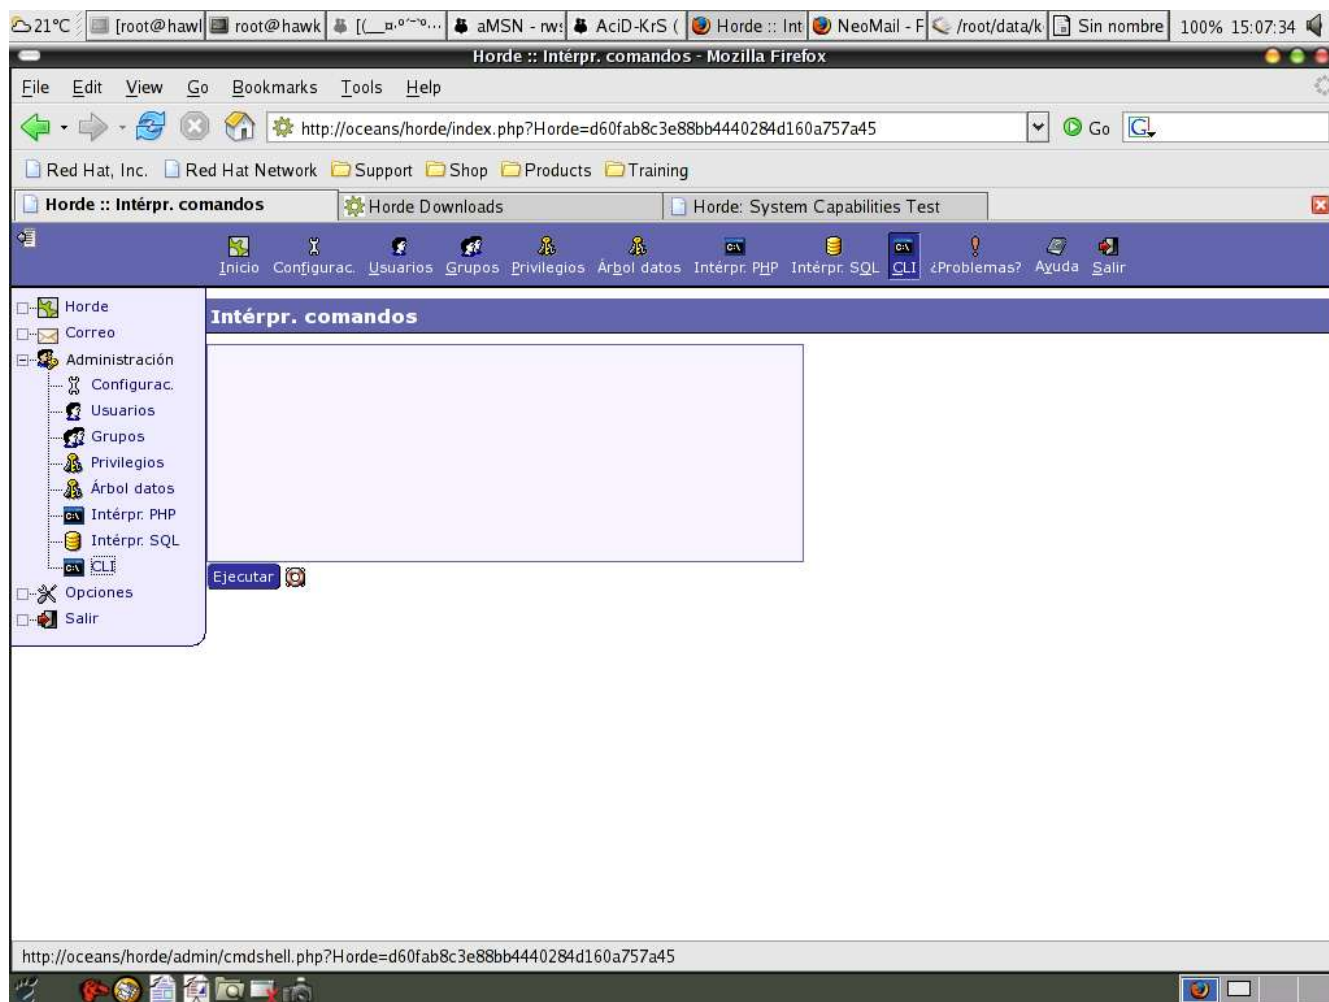 21°C [root@hawl root@hawk aMSN - rw AciD-KrS ( Horde :: Int NeoMail - F /root/data/k Sin nombre 100% 15:07:34
Horde :: Intérpr. comandos - Mozilla Firefox
File Edit View Go Bookmarks Tools Help
http://oceans/horde/index.php?Horde=d60fab8c3e88bb4440284d160a757a45 Go G
Red Hat, Inc. Red Hat Network Support Shop Products Training
Horde :: Intérpr. comandos Horde Downloads Horde: System Capabilities Test
Inicio Configurac. Usuarios Grupos Privilegios Árbol datos Intérpr. PHP Intérpr. SQL CLI ¿Problemas? Ayuda Salir
Horde
Correo
Administración
Configurac.
Usuarios
Grupos
Privilegios
Árbol datos
Intérpr. PHP
Intérpr. SQL
CLI
Opciones
Salir
Intérpr. comandos
Ejecutar
http://oceans/horde/admin/cmdshell.php?Horde=d60fab8c3e88bb4440284d160a757a45